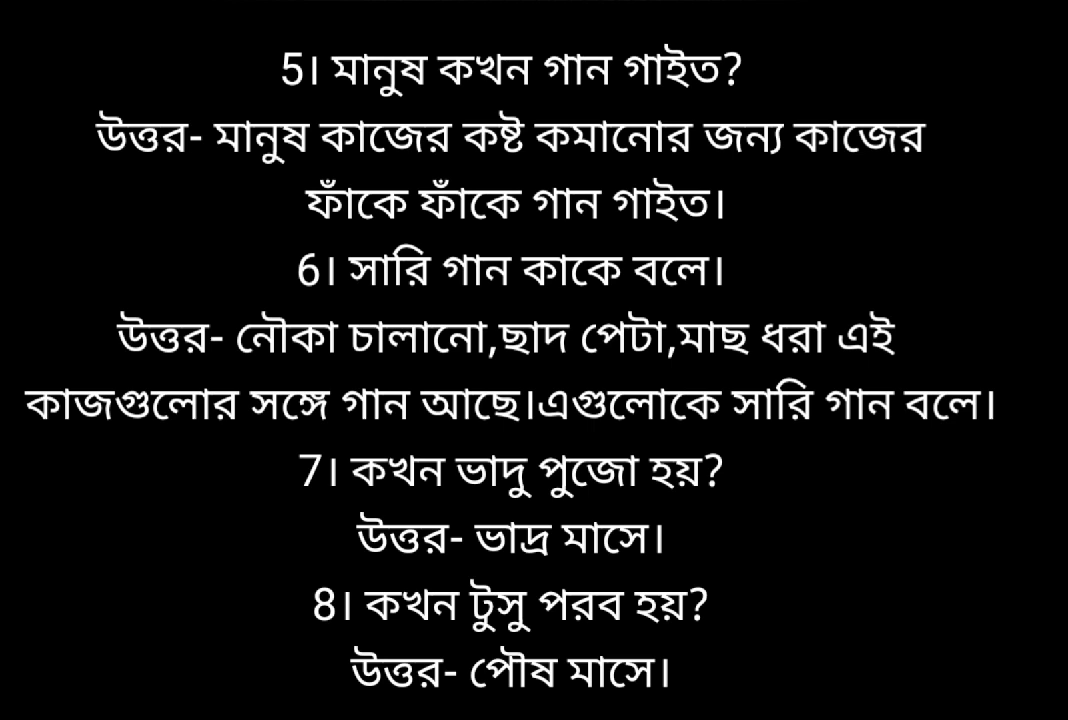 5। মানুষ কখন গান গাইত?
উত্তর- মানুষ কাজের কষ্ট কমানোর জন্য কাজের
ফাঁকে ফাঁকে গান গাইত।
6। সারি গান কাকে বলে।
উত্তর- নৌকা চালানো,ছাদ পেটা,মাছ ধরা এই
কাজগুলোর সঙ্গে গান আছে।এগুলোকে সারি গান বলে।
7। কখন ভাদু পুজো হয়?
উত্তর- ভাদ্র মাসে।
8। কখন টুসু পরব হয়?
উত্তর- পৌষ মাসে।